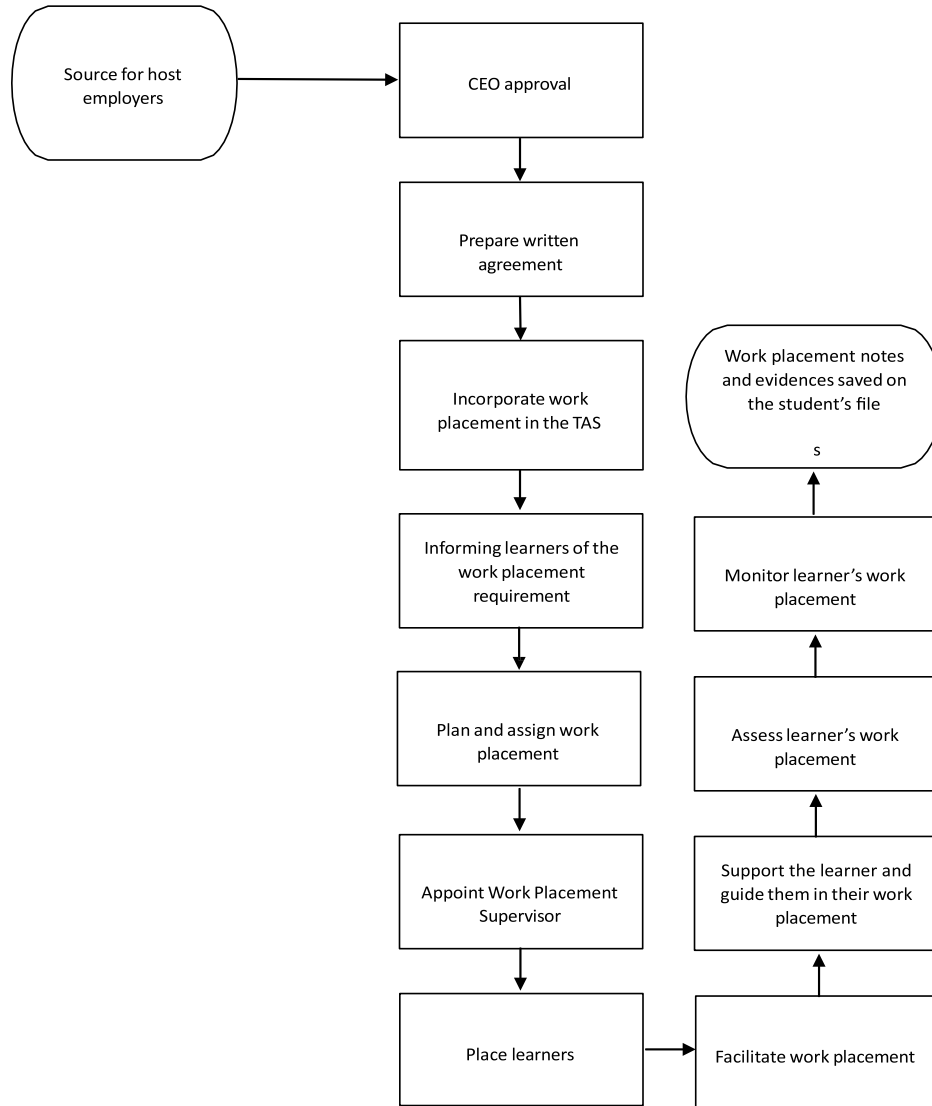 Source for host
employers
CEO approval
Prepare written
agreement
Incorporate work
placement in the TAS
Informing learners of the
work placement
requirement
Plan and assign work
placement
Appoint Work Placement
Supervisor
Place learners
Facilitate work placement
Support the learner and
guide them in their work
placement
Assess learner’s work
placement
Monitor learner’s work
placement
Work placement notes
and evidences saved on
the student’s file
s